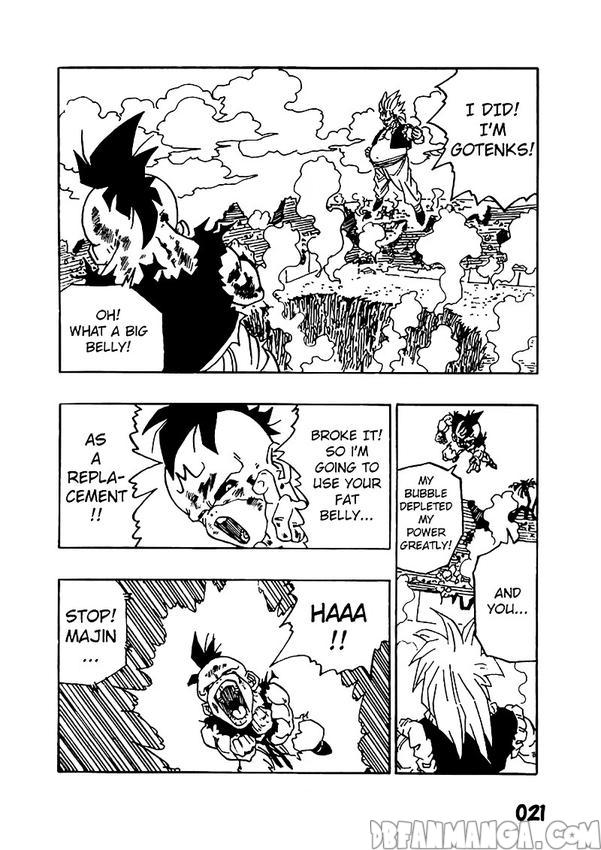 I DID!
I'M
GOTENKS!
OH!
WHAT A BIG
BELLY!
MY
BUBBLE
DEPLETED
MY
POWER
GREATLY!
AND
YOU...
BROKE IT!
SO I'M
GOING TO
USE YOUR
FAT
BELLY...
AS
A
REPLA-
CEMENT
!!
HAAA
!!
STOP!
MAJIN
...
021
DBFANMANGA.COM